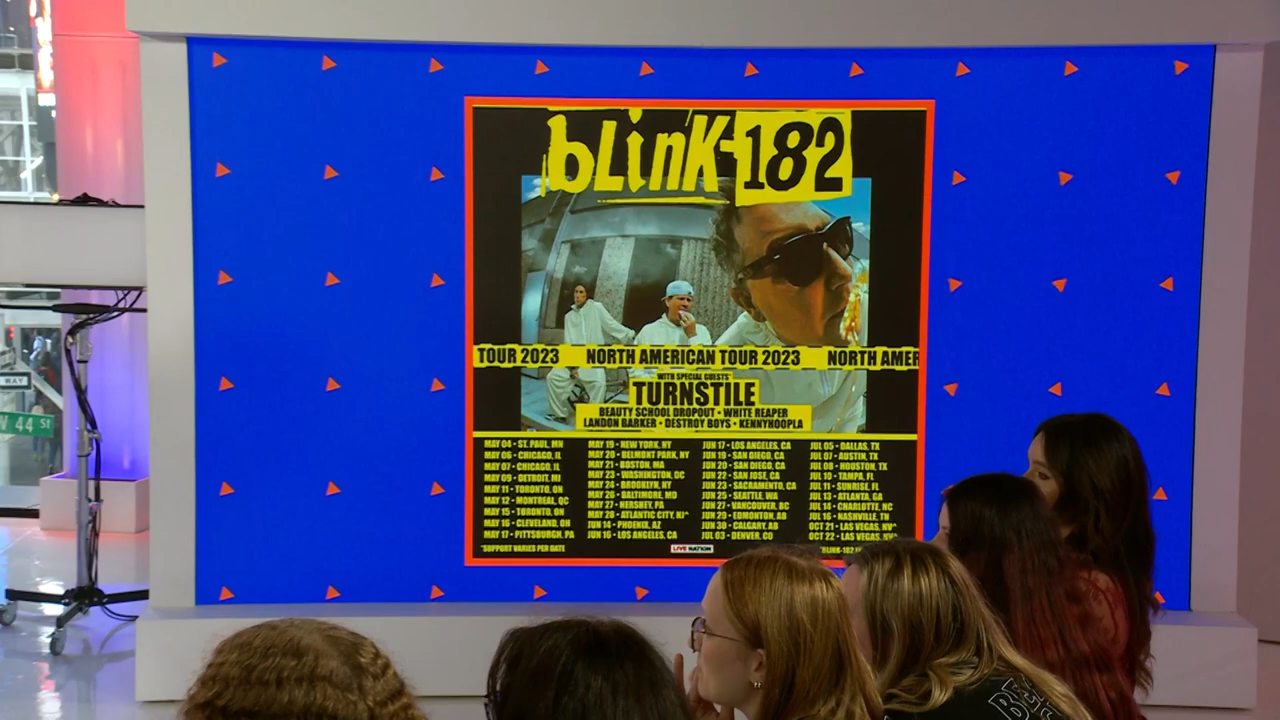 bLinK-182
TOUR 2023 NORTH AMERICAN TOUR 2023 NORTH AMER
WITH SPECIAL GUESTS
TURNSTILE
BEAUTY SCHOOL DROPOUT • WHITE REAPER
LANDON BARKER • DESTROY BOYS • KENNYHOOPLA
MAY 04 • ST. PAUL, MN
MAY 06 • CHICAGO, IL
MAY 07 • CHICAGO, IL
MAY 09 • DETROIT, MI
MAY 11 • TORONTO, ON
MAY 12 • MONTREAL, QC
MAY 15 • TORONTO, ON
MAY 16 • CLEVELAND, OH
MAY 17 • PITTSBURGH, PA
MAY 19 • NEW YORK, NY
MAY 20 • BELMONT PARK, NY
MAY 21 • BOSTON, MA
MAY 23 • WASHINGTON, DC
MAY 24 • BROOKLYN, NY
MAY 26 • BALTIMORE, MD
MAY 27 • HERSHEY, PA
MAY 28 • ATLANTIC CITY, NJ^
JUN 14 • PHOENIX, AZ
JUN 16 • LOS ANGELES, CA
JUN 17 • LOS ANGELES, CA
JUN 19 • SAN DIEGO, CA
JUN 20 • SAN DIEGO, CA
JUN 22 • SAN JOSE, CA
JUN 23 • SACRAMENTO, CA
JUN 25 • SEATTLE, WA
JUN 27 • VANCOUVER, BC
JUN 29 • EDMONTON, AB
JUN 30 • CALGARY, AB
JUL 03 • DENVER, CO
JUL 05 • DALLAS, TX
JUL 07 • AUSTIN, TX
JUL 08 • HOUSTON, TX
JUL 10 • TAMPA, FL
JUL 11 • SUNRISE, FL
JUL 13 • ATLANTA, GA
JUL 14 • CHARLOTTE, NC
JUL 16 • NASHVILLE, TN
OCT 21 • LAS VEGAS, NV^
OCT 22 • LAS VEGAS, NV^
*SUPPORT VARIES PER DATE
LIVE NATION
BLINK-182
WAY
W 44 St